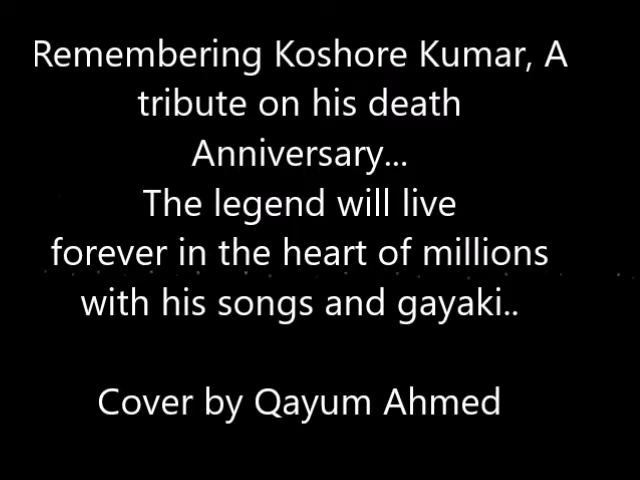 Remembering Koshore Kumar, A
tribute on his death
Anniversary...
The legend will live
forever in the heart of millions
with his songs and gayaki..
Cover by Qayum Ahmed